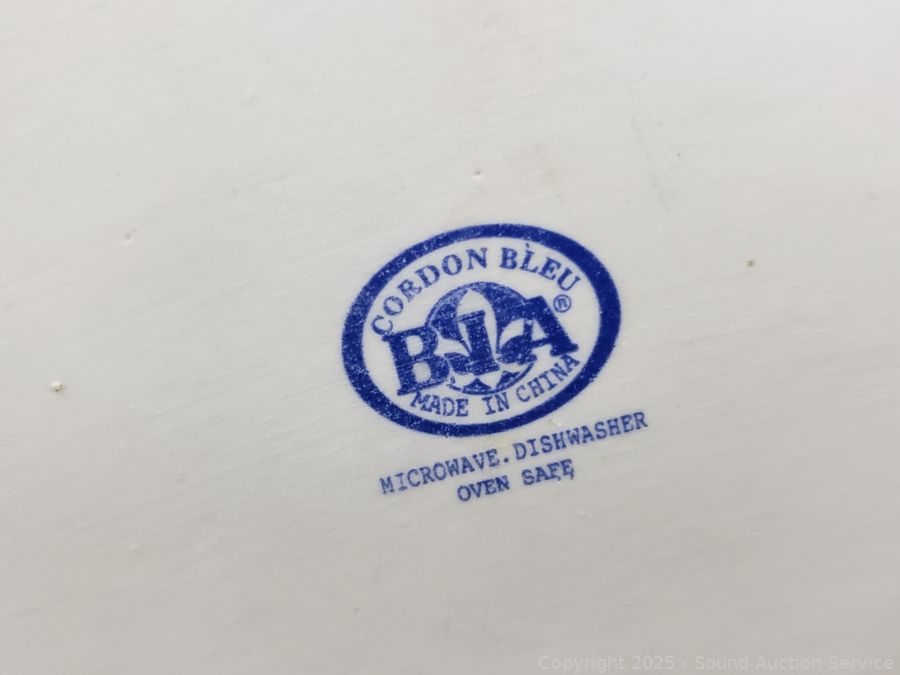 CORDON BLEU
BIA®
MADE IN CHINA
MICROWAVE.DISHWASHER
OVEN SAFE
Copyright 2025 - Sound Auction Service